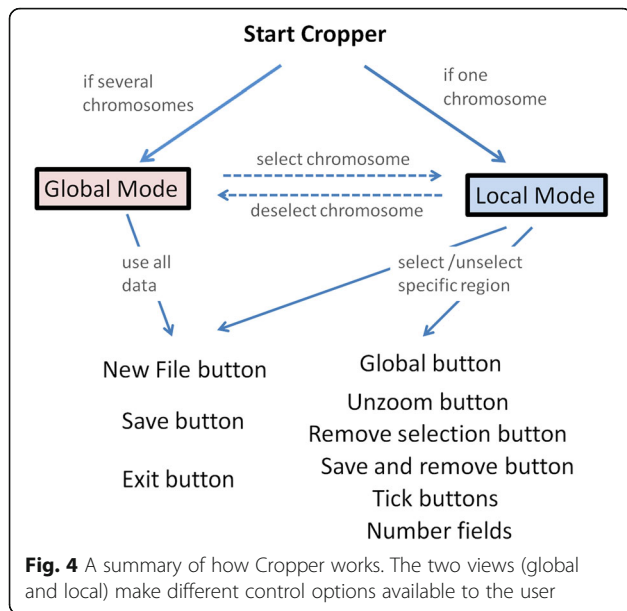 Start Cropper
if several
chromosomes
if one
chromosome
select chromosome
Global Mode
Local Mode
deselect chromosome
use all
data
select /unselect
specific region
New File button
Save button
Exit button
Global button
Unzoom button
Remove selection button
Save and remove button
Tick buttons
Number fields
Fig. 4 A summary of how Cropper works. The two views (global
and local) make different control options available to the user